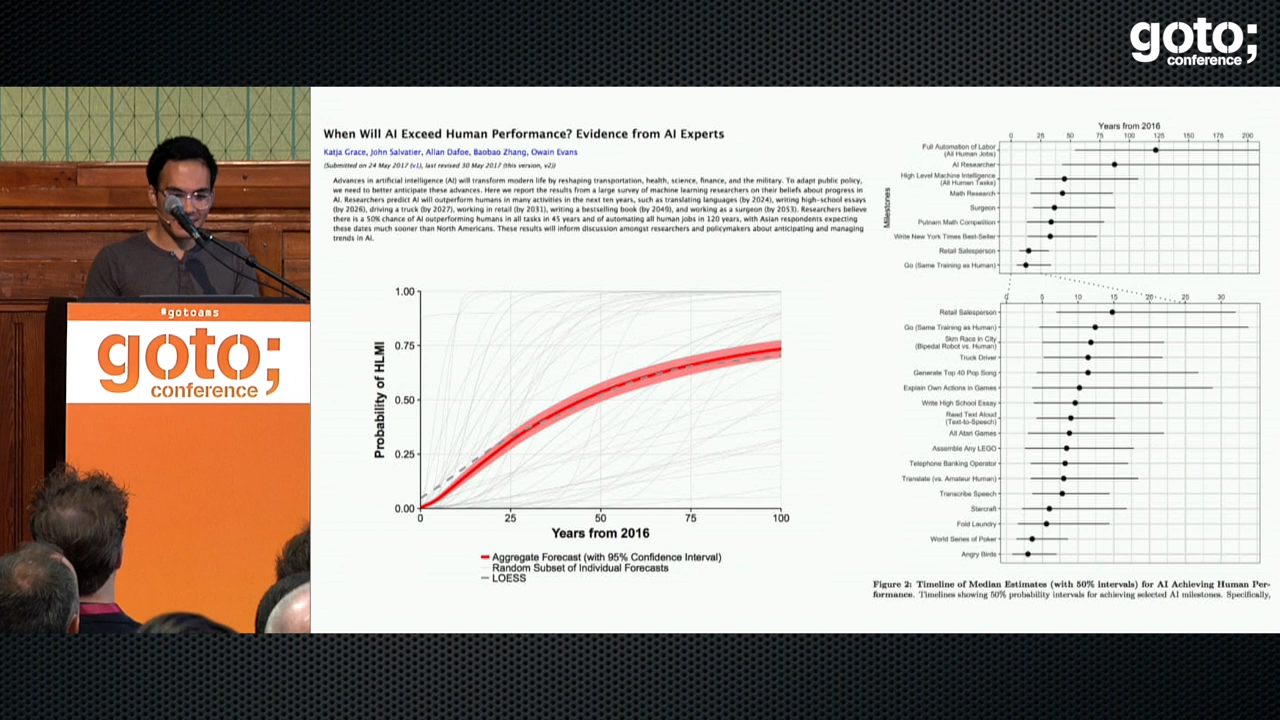 goto;
conference
#gotoams
goto;
conference
When Will AI Exceed Human Performance? Evidence from AI Experts
Katja Grace, John Salvatier, Allan Dafoe, Baobao Zhang, Owain Evans
(Submitted on 24 May 2017 (v1), last revised 30 May 2017 (this version, v2))
Advances in artificial intelligence (AI) will transform modern life by reshaping transportation, health, science, finance, and the military. To adapt public policy,
we need to better anticipate these advances. Here we report the results from a large survey of machine learning researchers on their beliefs about progress in
AI. Researchers predict AI will outperform humans in many activities in the next ten years, such as translating languages (by 2024), writing high-school essays
(by 2026), driving a truck (by 2027), working in retail (by 2031), writing a bestselling book (by 2049), and working as a surgeon (by 2053). Researchers believe
there is a 50% chance of AI outperforming humans in all tasks in 45 years and of automating all human jobs in 120 years, with Asian respondents expecting
these dates much sooner than North Americans. These results will inform discussion amongst researchers and policymakers about anticipating and managing
trends in AI.
1.00
0.75
0.50
0.25
0.00
Probability of HLMI
0 25 50 75 100
Years from 2016
Aggregate Forecast (with 95% Confidence Interval)
Random Subset of Individual Forecasts
LOESS
Years from 2016
0 25 50 75 100 125 150 175 200
Milestones
Full Automation of Labor
(All Human Jobs)
AI Researcher
High Level Machine Intelligence
(All Human Tasks)
Math Research
Surgeon
Putnam Math Competition
Write New York Times Best-Seller
Retail Salesperson
Go (Same Training as Human)
0 5 10 15 20 25 30
Retail Salesperson
Go (Same Training as Human)
5km Race in City
(Bipedal Robot vs. Human)
Truck Driver
Generate Top 40 Pop Song
Explain Own Actions in Games
Write High School Essay
Read Text Aloud
(Text-to-Speech)
All Atari Games
Assemble Any LEGO
Telephone Banking Operator
Translate (vs. Amateur Human)
Transcribe Speech
Starcraft
Fold Laundry
World Series of Poker
Angry Birds
Figure 2: Timeline of Median Estimates (with 50% intervals) for AI Achieving Human Per-
formance. Timelines showing 50% probability intervals for achieving selected AI milestones. Specifically,